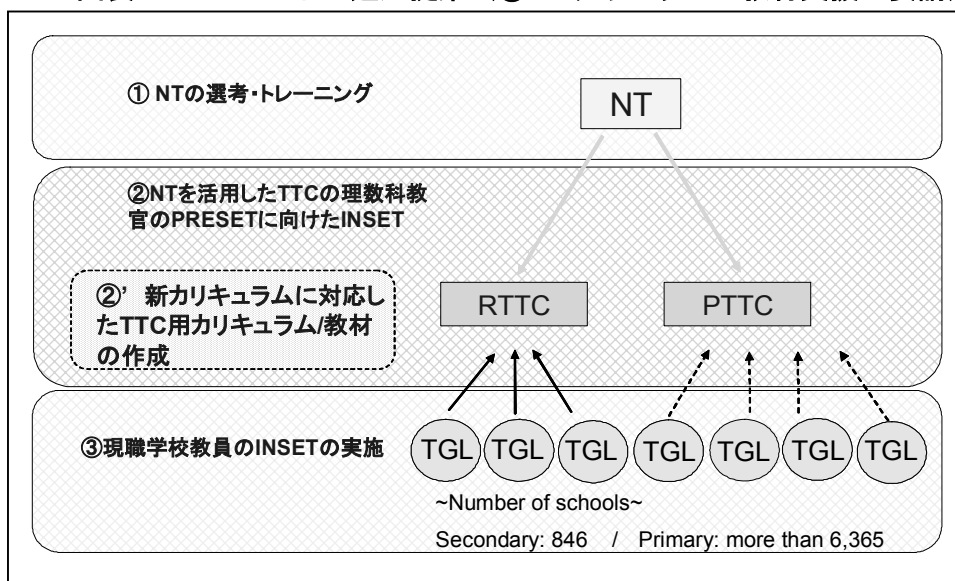 ① NTの選考・トレーニング
NT
②NTを活用したTTCの理数科教
官のPRESETに向けたINSET
②’ 新カリキュラムに対応し
たTTC用カリキュラム/教材
の作成
RTTC
PTTC
③現職学校教員のINSETの実施
TGL TGL TGL TGL TGL TGL TGL
~Number of schools~
Secondary: 846 / Primary: more than 6,365